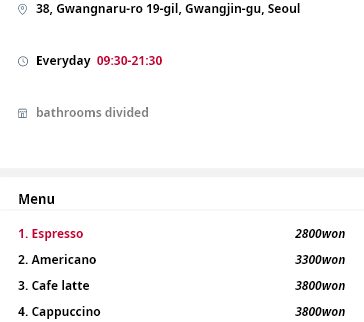 38, Gwangnaru-ro 19-gil, Gwangjin-gu, Seoul
Everyday 09:30-21:30
bathrooms divided
Menu
1. Espresso 2800won
2. Americano 3300won
3. Cafe latte 3800won
4. Cappuccino 3800won